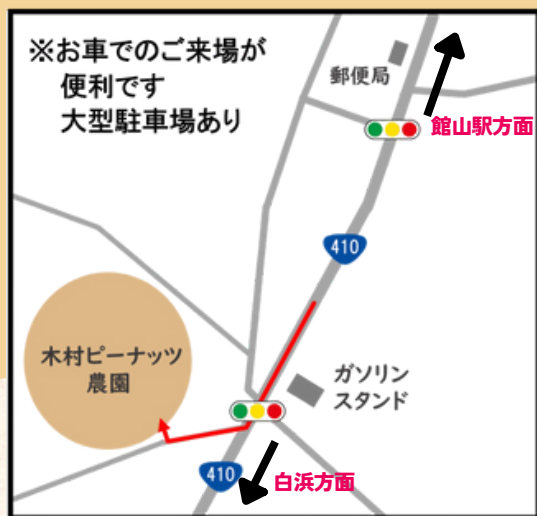 ※お車でのご来場が
便利です
大型駐車場あり
郵便局
館山駅方面
410
木村ピーナッツ
農園
ガソリン
スタンド
410
白浜方面